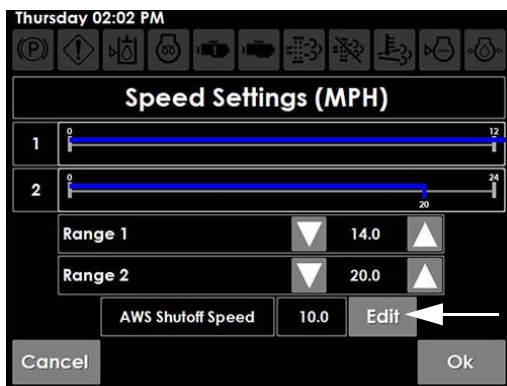 Thursday 02:02 PM
(P)
Speed Settings (MPH)
1 0 12
2 0 24
20
Range 1 14.0
Range 2 20.0
AWS Shutoff Speed 10.0 Edit
Cancel Ok